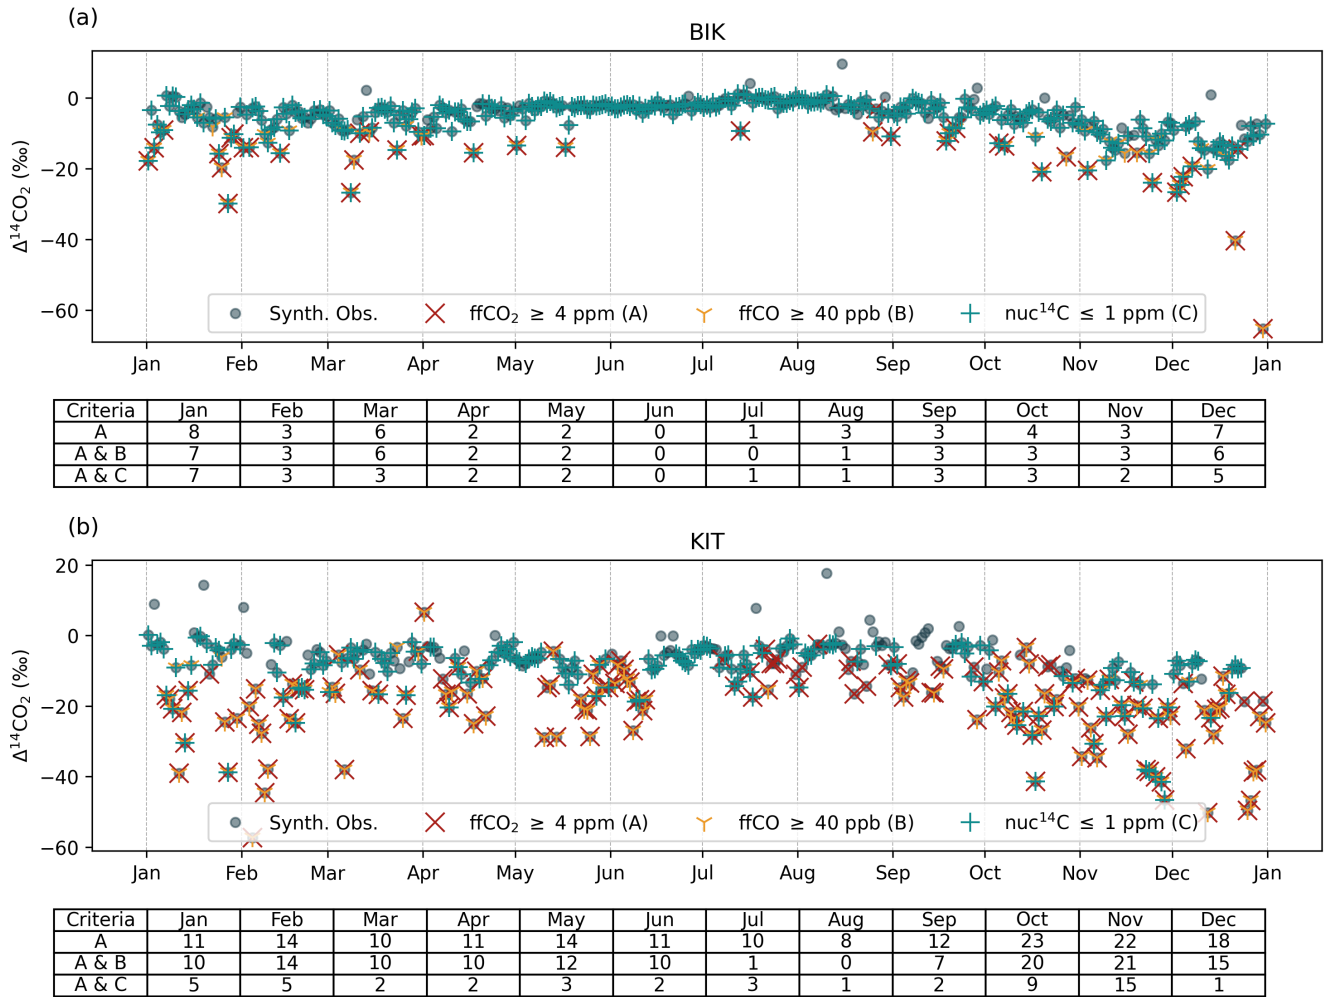 (a)
BIK
0
−20
−40
−60
Δ¹⁴CO₂ (‰)
Synth. Obs. ffCO₂ ≥ 4 ppm (A) ffCO ≥ 40 ppb (B) nuc¹⁴C ≤ 1 ppm (C)
Jan Feb Mar Apr May Jun Jul Aug Sep Oct Nov Dec Jan
Criteria Jan Feb Mar Apr May Jun Jul Aug Sep Oct Nov Dec
A 8 3 6 2 2 0 1 3 3 4 3 7
A & B 7 3 6 2 2 0 0 1 3 3 3 6
A & C 7 3 3 2 2 0 1 1 3 3 2 5
(b)
KIT
20
0
−20
−40
−60
Δ¹⁴CO₂ (‰)
Synth. Obs. ffCO₂ ≥ 4 ppm (A) ffCO ≥ 40 ppb (B) nuc¹⁴C ≤ 1 ppm (C)
Jan Feb Mar Apr May Jun Jul Aug Sep Oct Nov Dec Jan
Criteria Jan Feb Mar Apr May Jun Jul Aug Sep Oct Nov Dec
A 11 14 10 11 14 11 10 8 12 23 22 18
A & B 10 14 10 10 12 10 1 0 7 20 21 15
A & C 5 5 2 2 3 2 3 1 2 9 15 1